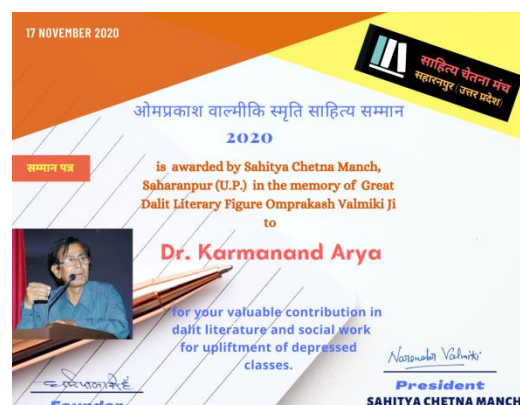 17 NOVEMBER 2020
साहित्य चेतना मंच
सहारनपुर (उत्तर प्रदेश)
ओमप्रकाश वाल्मीकि स्मृति साहित्य सम्मान
2020
सम्मान पत्र
is awarded by Sahitya Chetna Manch,
Saharanpur (U.P.) in the memory of Great
Dalit Literary Figure Omprakash Valmiki Ji
to
Dr. Karmanand Arya
for your valuable contribution in
dalit literature and social work
for upliftment of depressed
classes.
Narender Valmiki
President
Founder
SAHITYA CHETNA MANCH